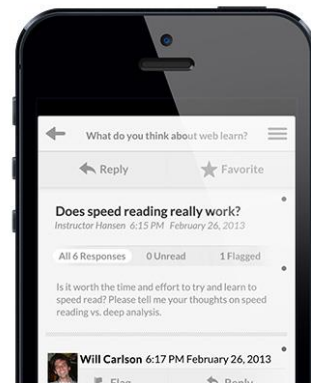 What do you think about web learn?
Reply
Favorite
Does speed reading really work?
Instructor Hansen 6:15 PM February 26, 2013
All 6 Responses
0 Unread
1 Flagged
Is it worth the time and effort to try and learn to
speed read? Please tell me your thoughts on speed
reading vs. deep analysis.
Will Carlson 6:17 PM February 26, 2013
Flag
Reply